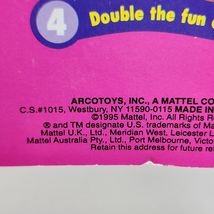 4 Double the fun
ARCOTOYS, INC., A MATTEL CO
C.S.#1015, Westbury, NY 11590-0115 MADE IN
©1995 Mattel, Inc. All Rights Re
® and TM designate U.S. trademarks of Ma
Mattel U.K., Ltd., Meridian West, Leicester L
Mattel Australia Pty., Ltd., Port Melbourne, Victo
Retain this address for future re